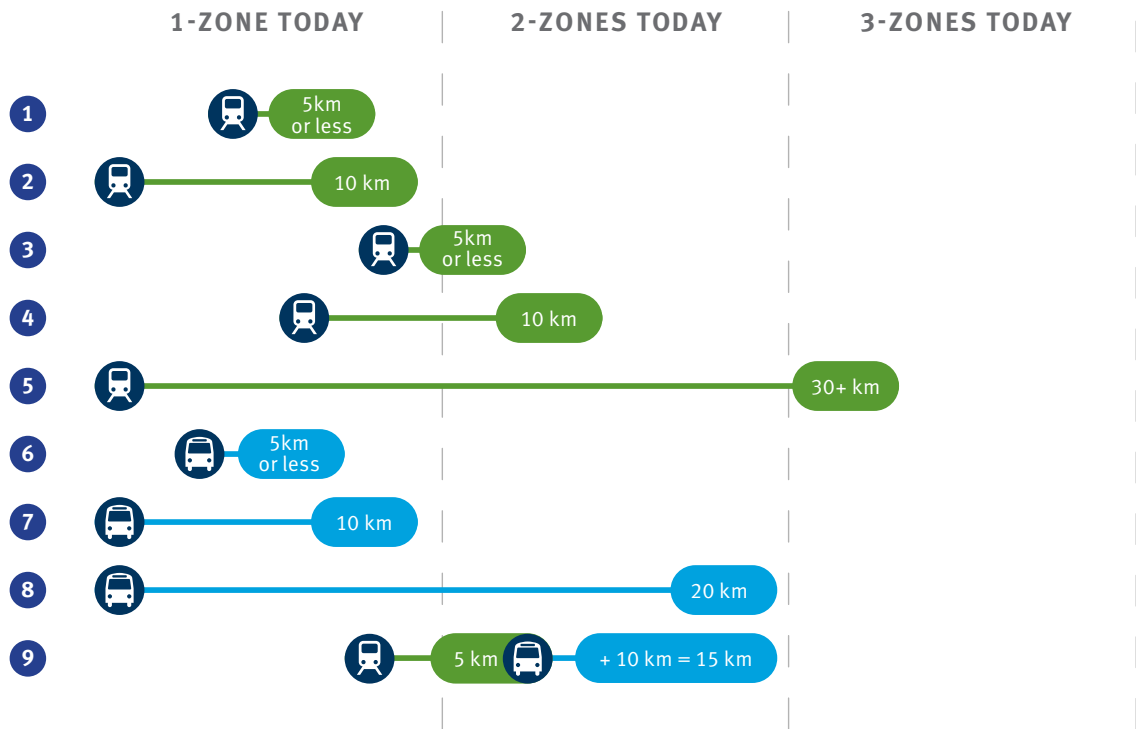 1-ZONE TODAY 2-ZONES TODAY 3-ZONES TODAY
1
5km
or less
2
10 km
3
5km
or less
4
10 km
5
30+ km
6
5km
or less
7
10 km
8
20 km
9
5 km
+ 10 km = 15 km